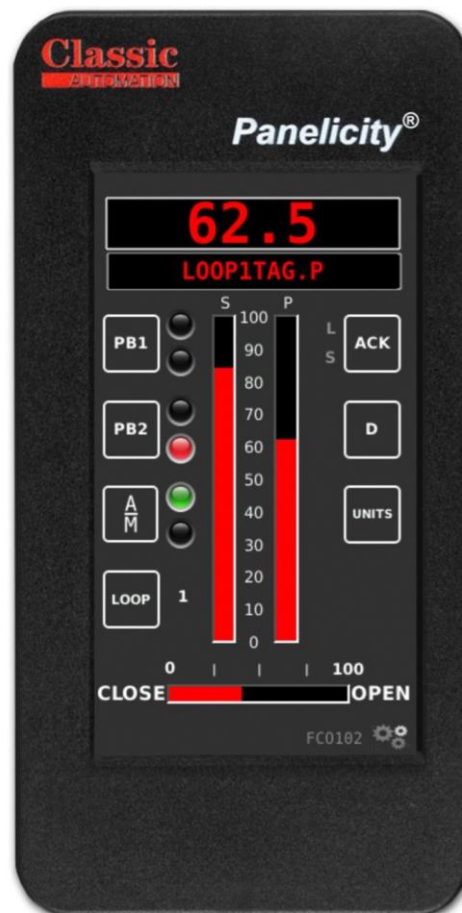 Classic
AUTOMATION
Panelicity®
62.5
LOOP1TAG.P
S P
100
PB1 L ACK
90 S
80
PB2 70 D
60
50
A/M 40 UNITS
30
LOOP 1 20
10
0
0 | | | 100
CLOSE OPEN
FCO102